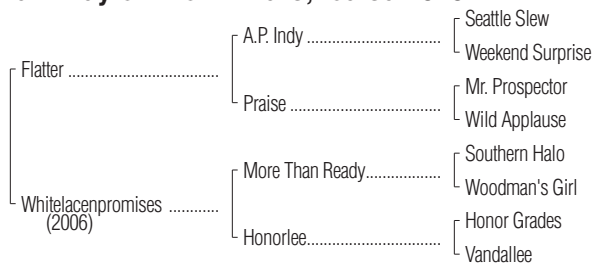 Seattle Slew
A.P. Indy ..................................
Weekend Surprise
Flatter ......................................
Mr. Prospector
Praise ......................................
Wild Applause
Southern Halo
More Than Ready...................
Woodman's Girl
Whitelacenpromises ............
(2006)
Honor Grades
Honorlee..................................
Vandallee